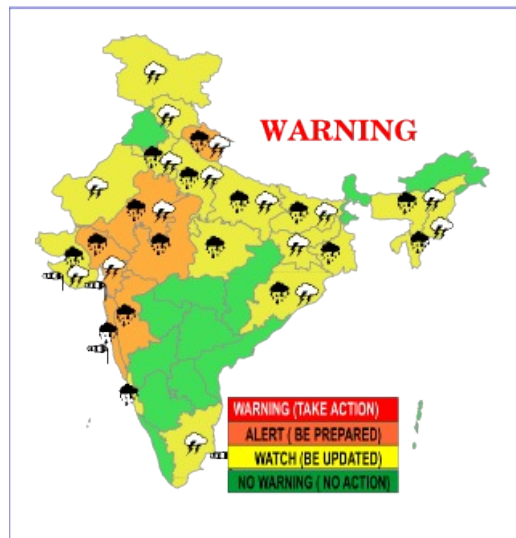 WARNING
WARNING (TAKE ACTION)
ALERT ( BE PREPARED)
WATCH (BE UPDATED)
NO WARNING ( NO ACTION)